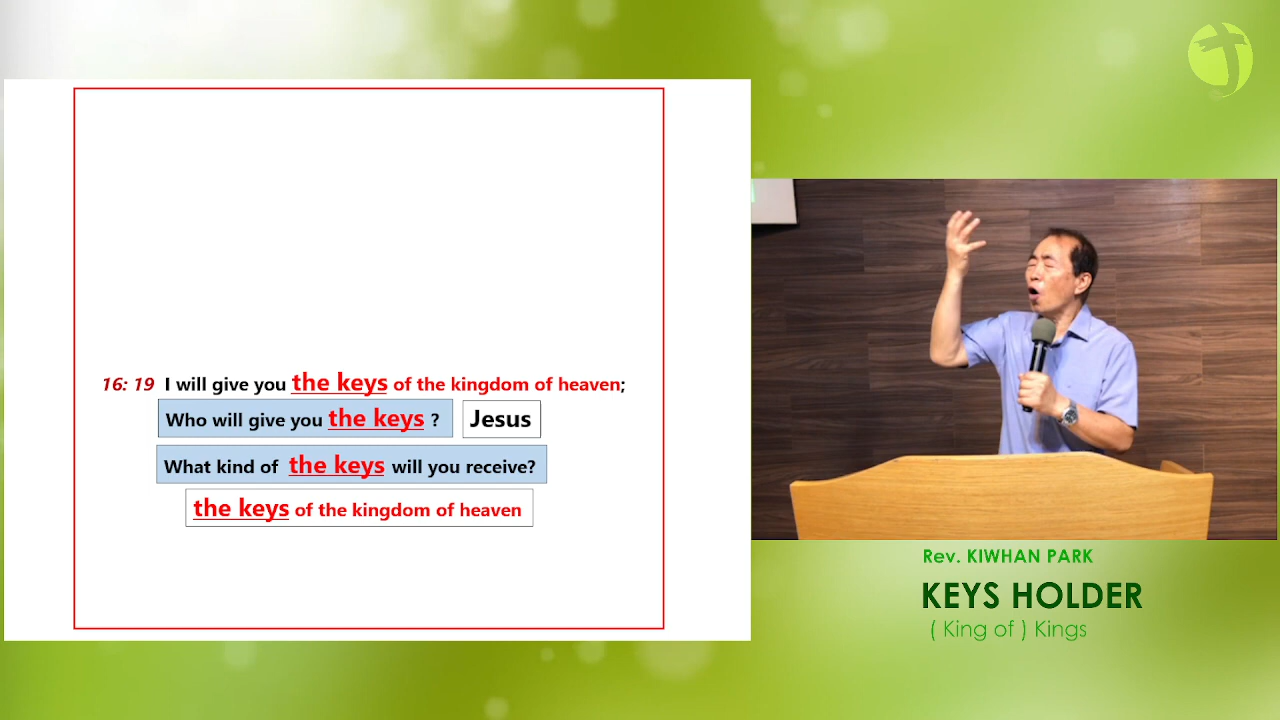 16: 19 I will give you the keys of the kingdom of heaven;
Who will give you the keys ? Jesus
What kind of the keys will you receive?
the keys of the kingdom of heaven
Rev. KIWHAN PARK
KEYS HOLDER
( King of ) Kings